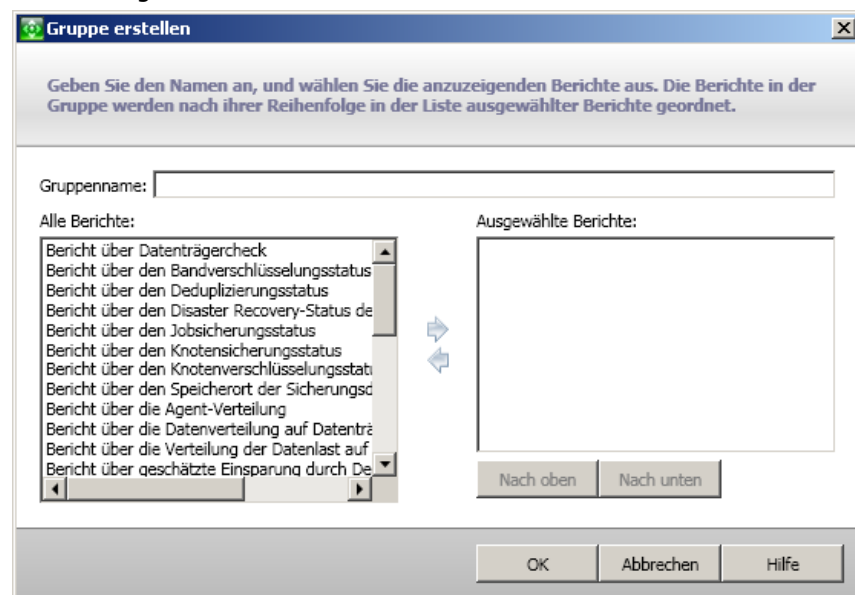 Gruppe erstellen
Geben Sie den Namen an, und wählen Sie die anzuzeigenden Berichte aus. Die Berichte in der
Gruppe werden nach ihrer Reihenfolge in der Liste ausgewählter Berichte geordnet.
Gruppenname:
Alle Berichte:
Ausgewählte Berichte:
Bericht über Datenträgercheck
Bericht über den Bandverschlüsselungsstatus
Bericht über den Deduplizierungsstatus
Bericht über den Disaster Recovery-Status de
Bericht über den Jobsicherungsstatus
Bericht über den Knotensicherungsstatus
Bericht über den Knotenverschlüsselungsstatu
Bericht über den Speicherort der Sicherungsd
Bericht über die Agent-Verteilung
Bericht über die Datenverteilung auf Datenträ
Bericht über die Verteilung der Datenlast auf
Bericht über geschätzte Einsparung durch De
Nach oben
Nach unten
OK
Abbrechen
Hilfe